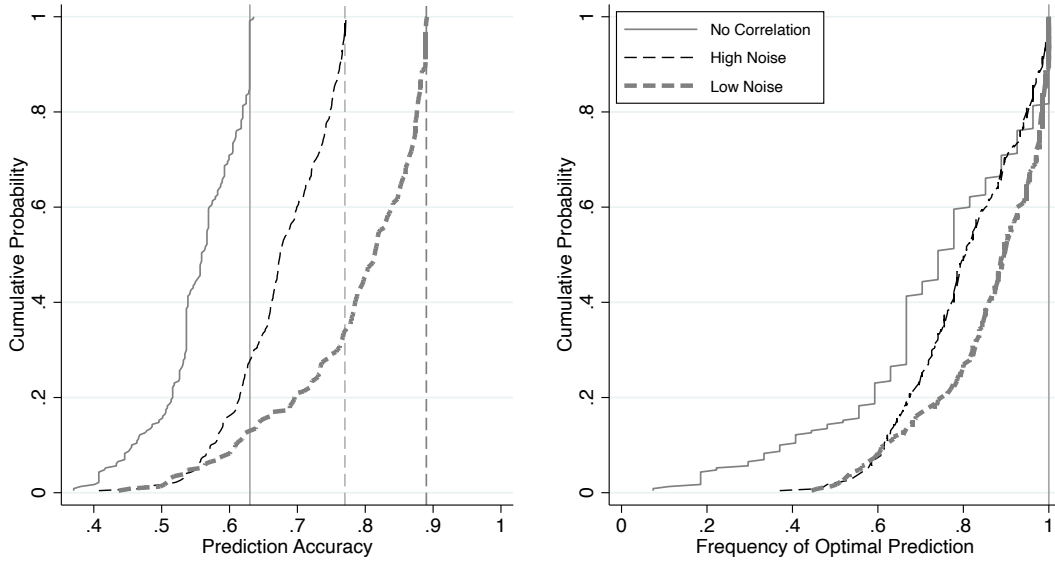 1
.8
.6
.4
.2
0
Cumulative Probability
.4 .5 .6 .7 .8 .9 1
Prediction Accuracy
1
.8
.6
.4
.2
0
Cumulative Probability
No Correlation
High Noise
Low Noise
0 .2 .4 .6 .8 1
Frequency of Optimal Prediction